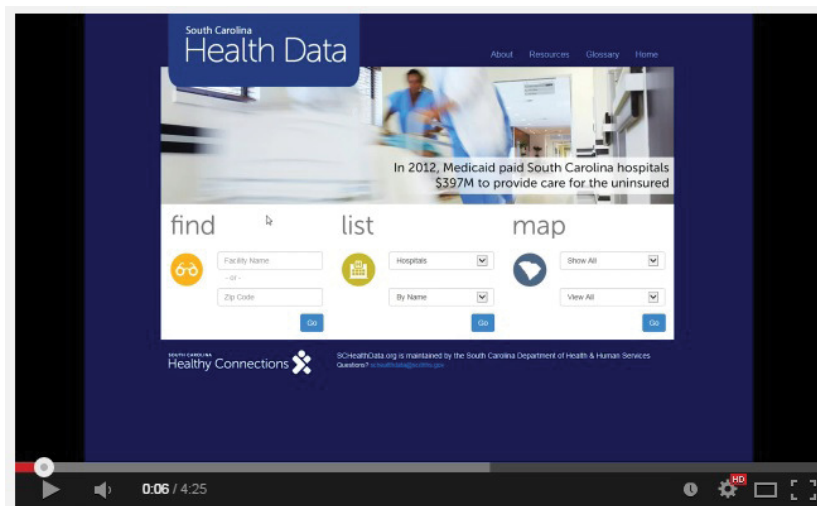 South Carolina
Health Data
About Resources Glossary Home
In 2012, Medicaid paid South Carolina hospitals
$397M to provide care for the uninsured
find list map
Facility Name Hospitals Show All
- or -
Zip Code By Name View All
Go Go Go
SOUTH CAROLINA
Healthy Connections
SCHealthData.org is maintained by the South Carolina Department of Health & Human Services
Questions? schealthdata@scdhhs.gov
0:06 / 4:25 HD